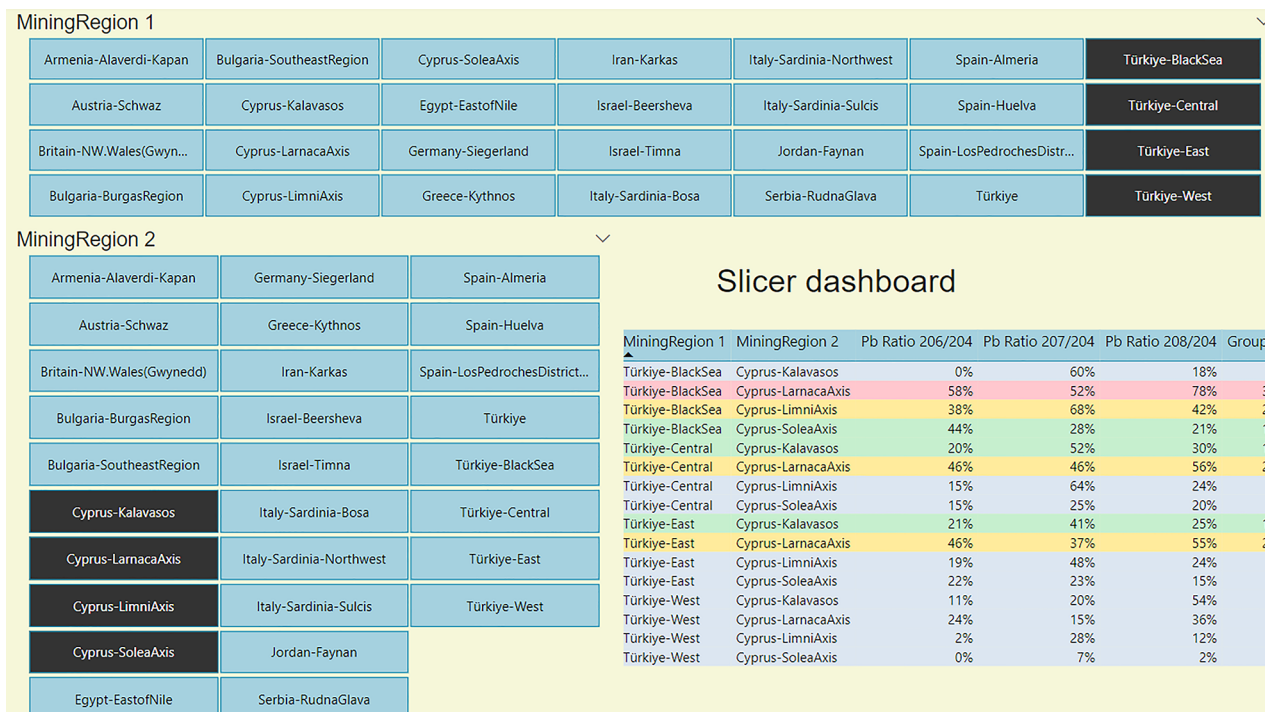 MiningRegion 1
Armenia-Alaverdi-Kapan Bulgaria-SoutheastRegion Cyprus-SoleaAxis Iran-Karkas Italy-Sardinia-Northwest Spain-Almeria Türkiye-BlackSea
Austria-Schwaz Cyprus-Kalavasos Egypt-EastofNile Israel-Beersheva Italy-Sardinia-Sulcis Spain-Huelva Türkiye-Central
Britain-NW.Wales(Gwyn... Cyprus-LarnacaAxis Germany-Siegerland Israel-Timna Jordan-Faynan Spain-LosPedrochesDistr... Türkiye-East
Bulgaria-BurgasRegion Cyprus-LimniAxis Greece-Kythnos Italy-Sardinia-Bosa Serbia-RudnaGlava Türkiye Türkiye-West
MiningRegion 2
Armenia-Alaverdi-Kapan Germany-Siegerland Spain-Almeria
Austria-Schwaz Greece-Kythnos Spain-Huelva
Britain-NW.Wales(Gwynedd) Iran-Karkas Spain-LosPedrochesDistrict...
Bulgaria-BurgasRegion Israel-Beersheva Türkiye
Bulgaria-SoutheastRegion Israel-Timna Türkiye-BlackSea
Cyprus-Kalavasos Italy-Sardinia-Bosa Türkiye-Central
Cyprus-LarnacaAxis Italy-Sardinia-Northwest Türkiye-East
Cyprus-LimniAxis Italy-Sardinia-Sulcis Türkiye-West
Cyprus-SoleaAxis Jordan-Faynan
Egypt-EastofNile Serbia-RudnaGlava
Slicer dashboard
MiningRegion 1 MiningRegion 2 Pb Ratio 206/204 Pb Ratio 207/204 Pb Ratio 208/204 Group
Türkiye-BlackSea Cyprus-Kalavasos 0% 60% 18%
Türkiye-BlackSea Cyprus-LarnacaAxis 58% 52% 78%
Türkiye-BlackSea Cyprus-LimniAxis 38% 68% 42%
Türkiye-BlackSea Cyprus-SoleaAxis 44% 28% 21%
Türkiye-Central Cyprus-Kalavasos 20% 52% 30%
Türkiye-Central Cyprus-LarnacaAxis 46% 46% 56%
Türkiye-Central Cyprus-LimniAxis 15% 64% 24%
Türkiye-Central Cyprus-SoleaAxis 15% 25% 20%
Türkiye-East Cyprus-Kalavasos 21% 41% 25%
Türkiye-East Cyprus-LarnacaAxis 46% 37% 55%
Türkiye-East Cyprus-LimniAxis 19% 48% 24%
Türkiye-East Cyprus-SoleaAxis 22% 23% 15%
Türkiye-West Cyprus-Kalavasos 11% 20% 54%
Türkiye-West Cyprus-LarnacaAxis 24% 15% 36%
Türkiye-West Cyprus-LimniAxis 2% 28% 12%
Türkiye-West Cyprus-SoleaAxis 0% 7% 2%